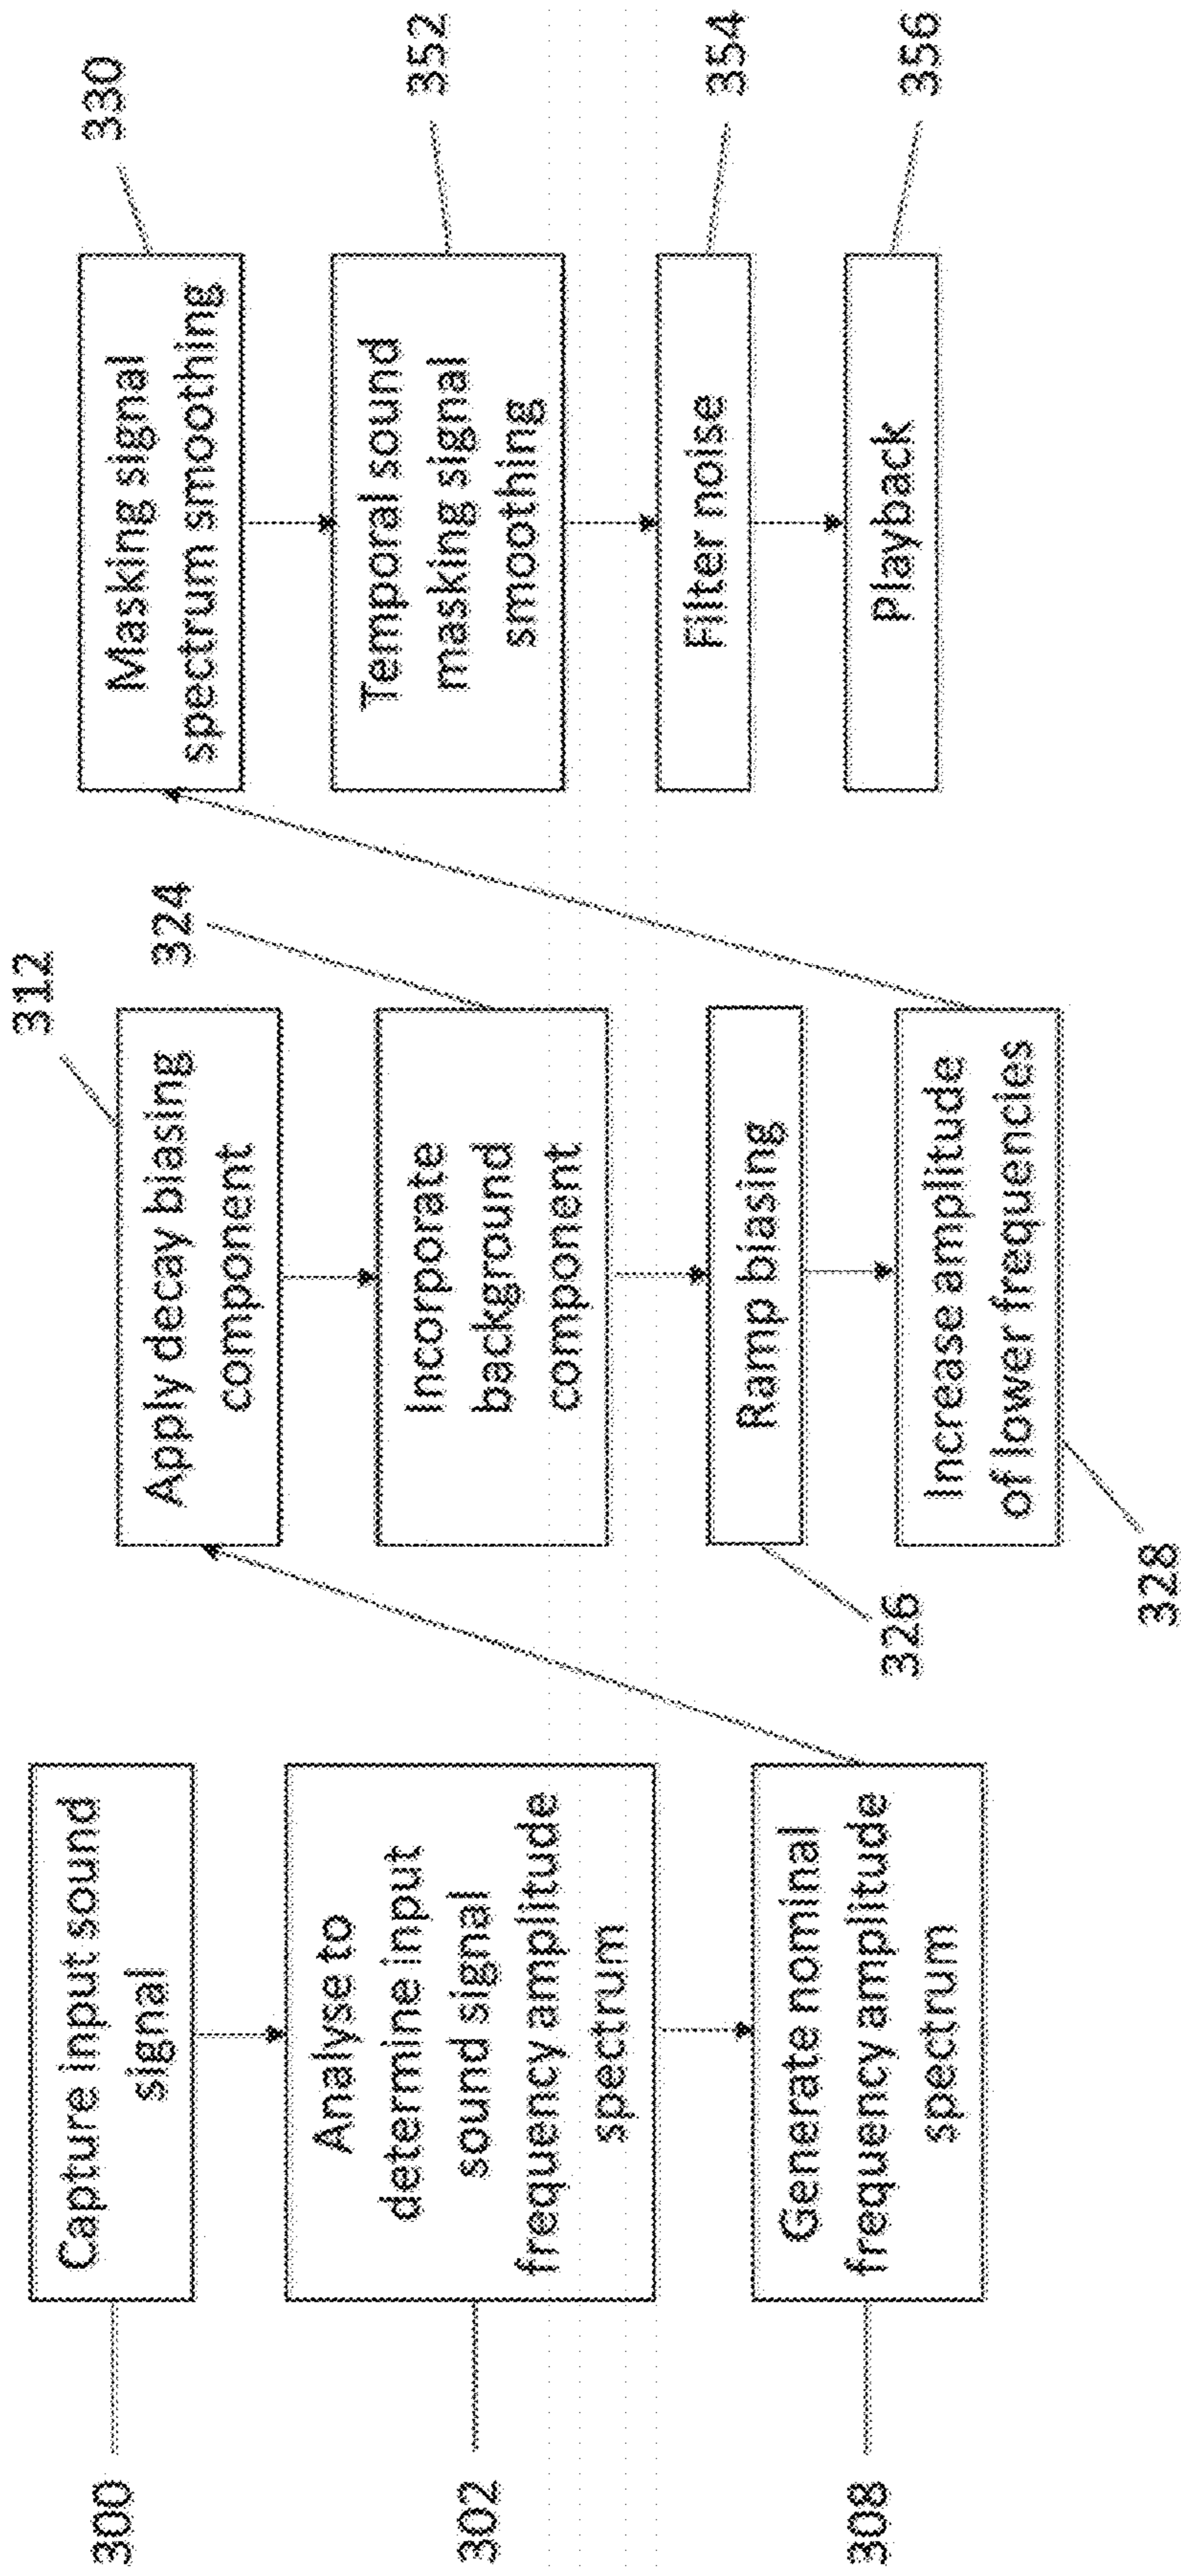 300
Capture input sound
signal
302
Analyse to
determine input
sound signal
frequency amplitude
spectrum
308
Generate nominal
frequency amplitude
spectrum
312
Apply decay biasing
component
324
Incorporate
background
component
326
Ramp biasing
328
Increase amplitude
of lower frequencies
330
Masking signal
spectrum smoothing
352
Temporal sound
masking signal
smoothing
354
Filter noise
356
Playback